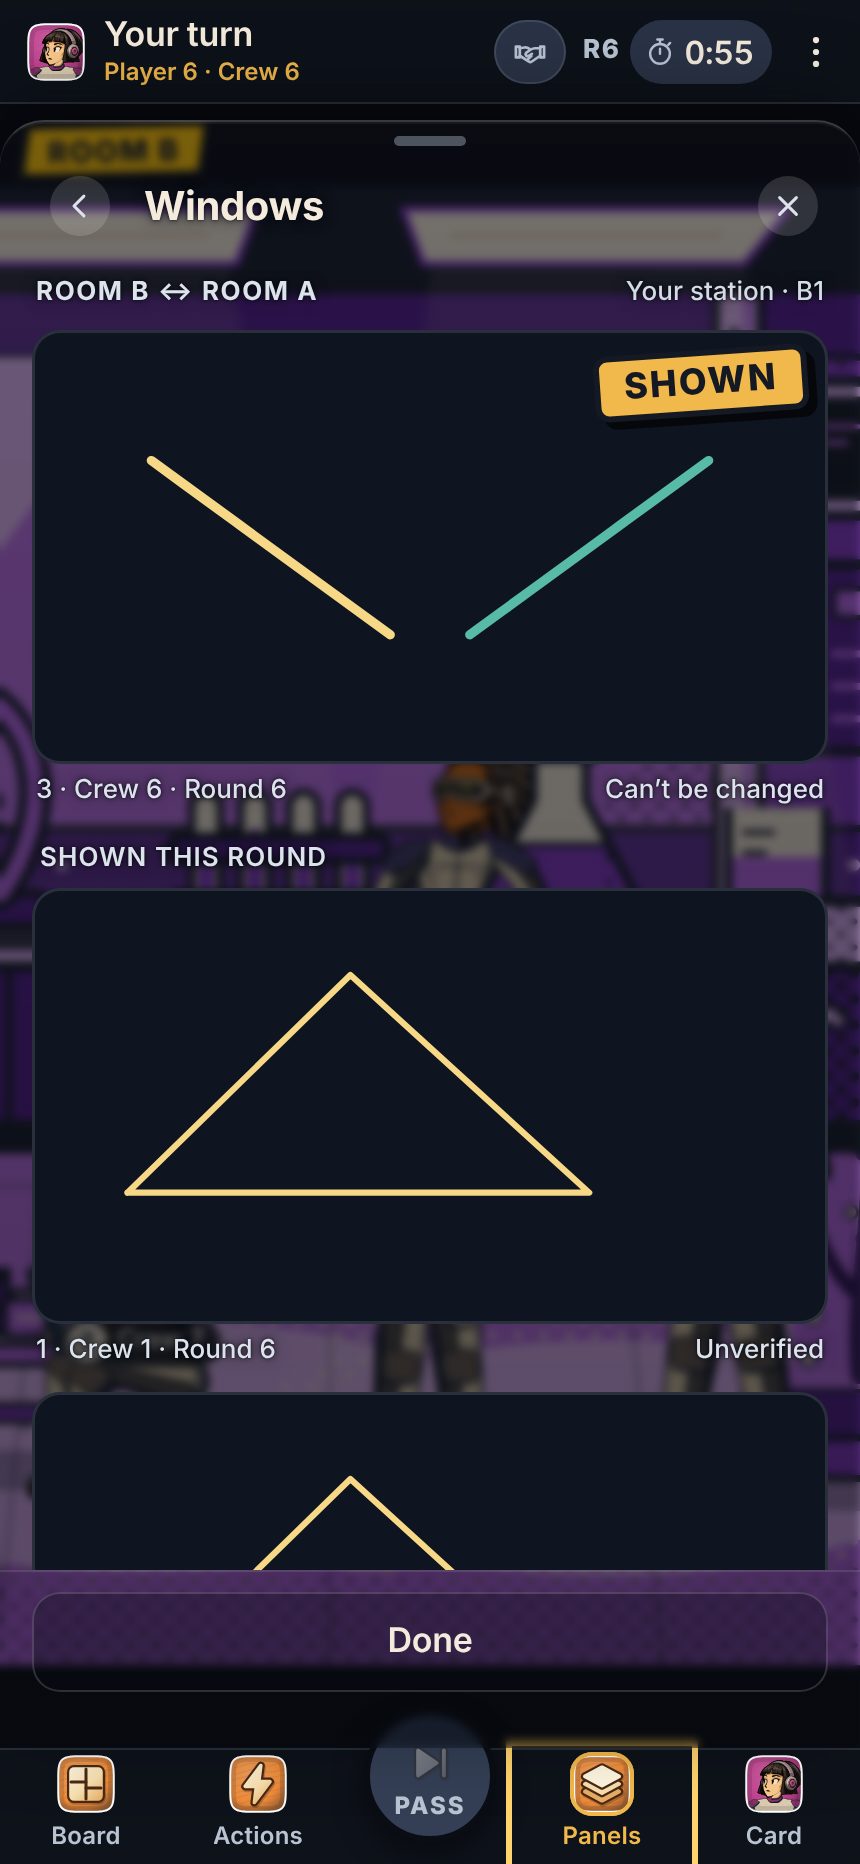 Your turn
Player 6 · Crew 6
R6
0:55
ROOM B
Windows
ROOM B ↔ ROOM A
Your station · B1
SHOWN
3 · Crew 6 · Round 6
Can’t be changed
SHOWN THIS ROUND
1 · Crew 1 · Round 6
Unverified
Done
Board
Actions
PASS
Panels
Card